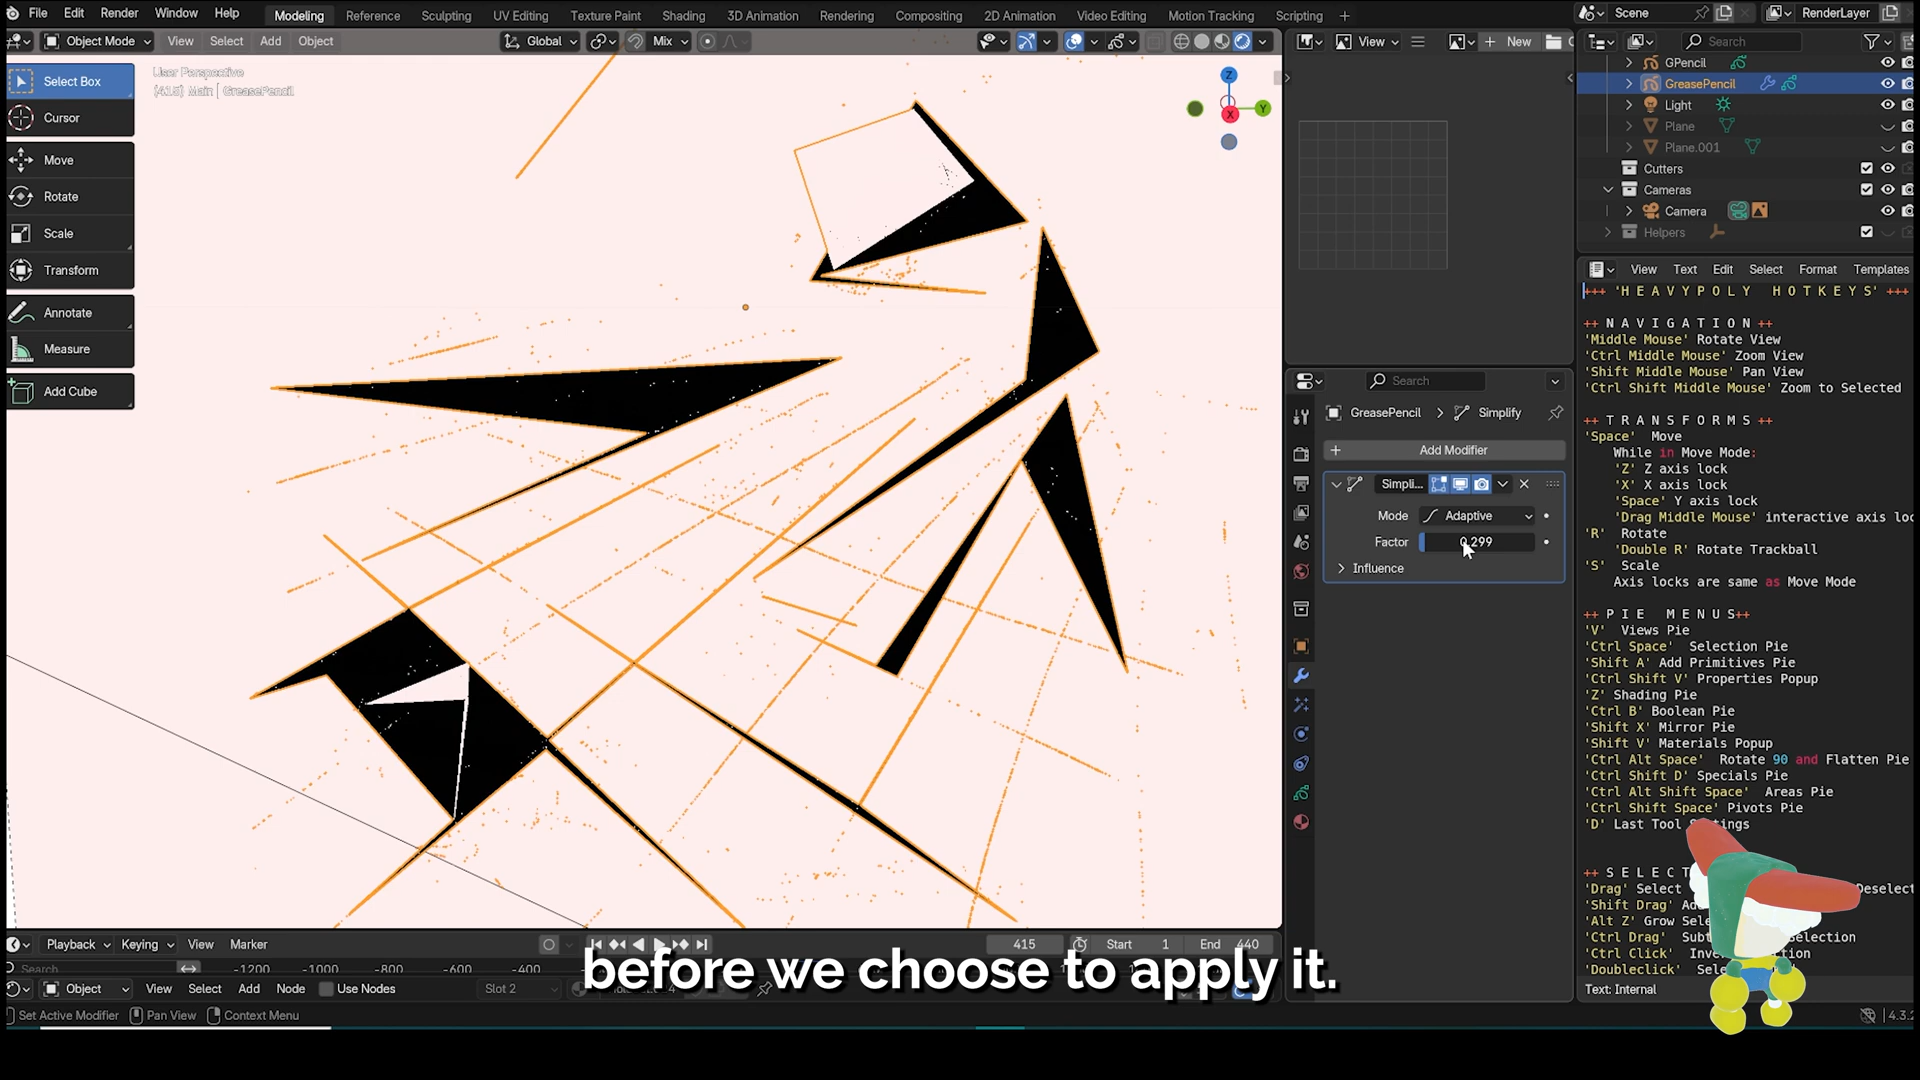 File Edit Render Window Help
Modeling Reference Sculpting UV Editing Texture Paint Shading 3D Animation Rendering Compositing 2D Animation Video Editing Motion Tracking Scripting +
Scene RenderLayer
Object Mode View Select Add Object
Global Mix
View New
Search
Select Box
Cursor
Move
Rotate
Scale
Transform
Annotate
Measure
Add Cube
User Perspective
(415) Main | GreasePencil
Z
Y
X
GPencil
GreasePencil
Light
Plane
Plane.001
Cutters
Cameras
Camera
Helpers
Search
GreasePencil > Simplify
+ Add Modifier
Simpli...
Mode Adaptive
Factor 0.299
Influence
View Text Edit Select Format Templates
+++ 'H E A V Y P O L Y H O T K E Y S' +++
++ N A V I G A T I O N ++
'Middle Mouse' Rotate View
'Ctrl Middle Mouse' Zoom View
'Shift Middle Mouse' Pan View
'Ctrl Shift Middle Mouse' Zoom to Selected
++ T R A N S F O R M S ++
'Space' Move
While in Move Mode:
'Z' Z axis lock
'X' X axis lock
'Space' Y axis lock
'Drag Middle Mouse' interactive axis loc
'R' Rotate
'Double R' Rotate Trackball
'S' Scale
Axis locks are same as Move Mode
++ P I E M E N U S++
'V' Views Pie
'Ctrl Space' Selection Pie
'Shift A' Add Primitives Pie
'Ctrl Shift V' Properties Popup
'Z' Shading Pie
'Ctrl B' Boolean Pie
'Shift X' Mirror Pie
'Shift V' Materials Popup
'Ctrl Alt Space' Rotate 90 and Flatten Pie
'Ctrl Shift D' Specials Pie
'Ctrl Alt Shift Space' Areas Pie
'Ctrl Shift Space' Pivots Pie
'D' Last Tool
++ S E L E C
'Drag' Select Deselect
'Shift Drag'
'Alt Z' Grow
'Ctrl Drag'
'Ctrl Click'
'Doubleclick'
Text: Internal
Playback Keying View Marker
415 Start 1 End 440
Search -1200 -1000 -800 -600 -400
before we choose to apply it.
Object View Select Add Node Use Nodes Slot 2
Set Active Modifier Pan View Context Menu